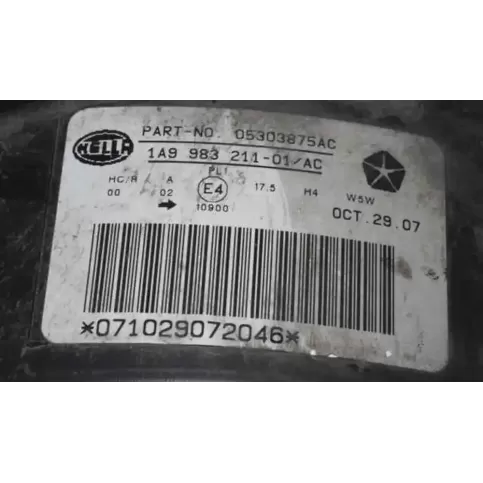 HELLA
PART-NO. 05303875AC
1A9 983 211-01/AC
PL1
HC/R A E4 17.5 H4 W5W
00 02 10900
OCT.29.07
*071029072046*